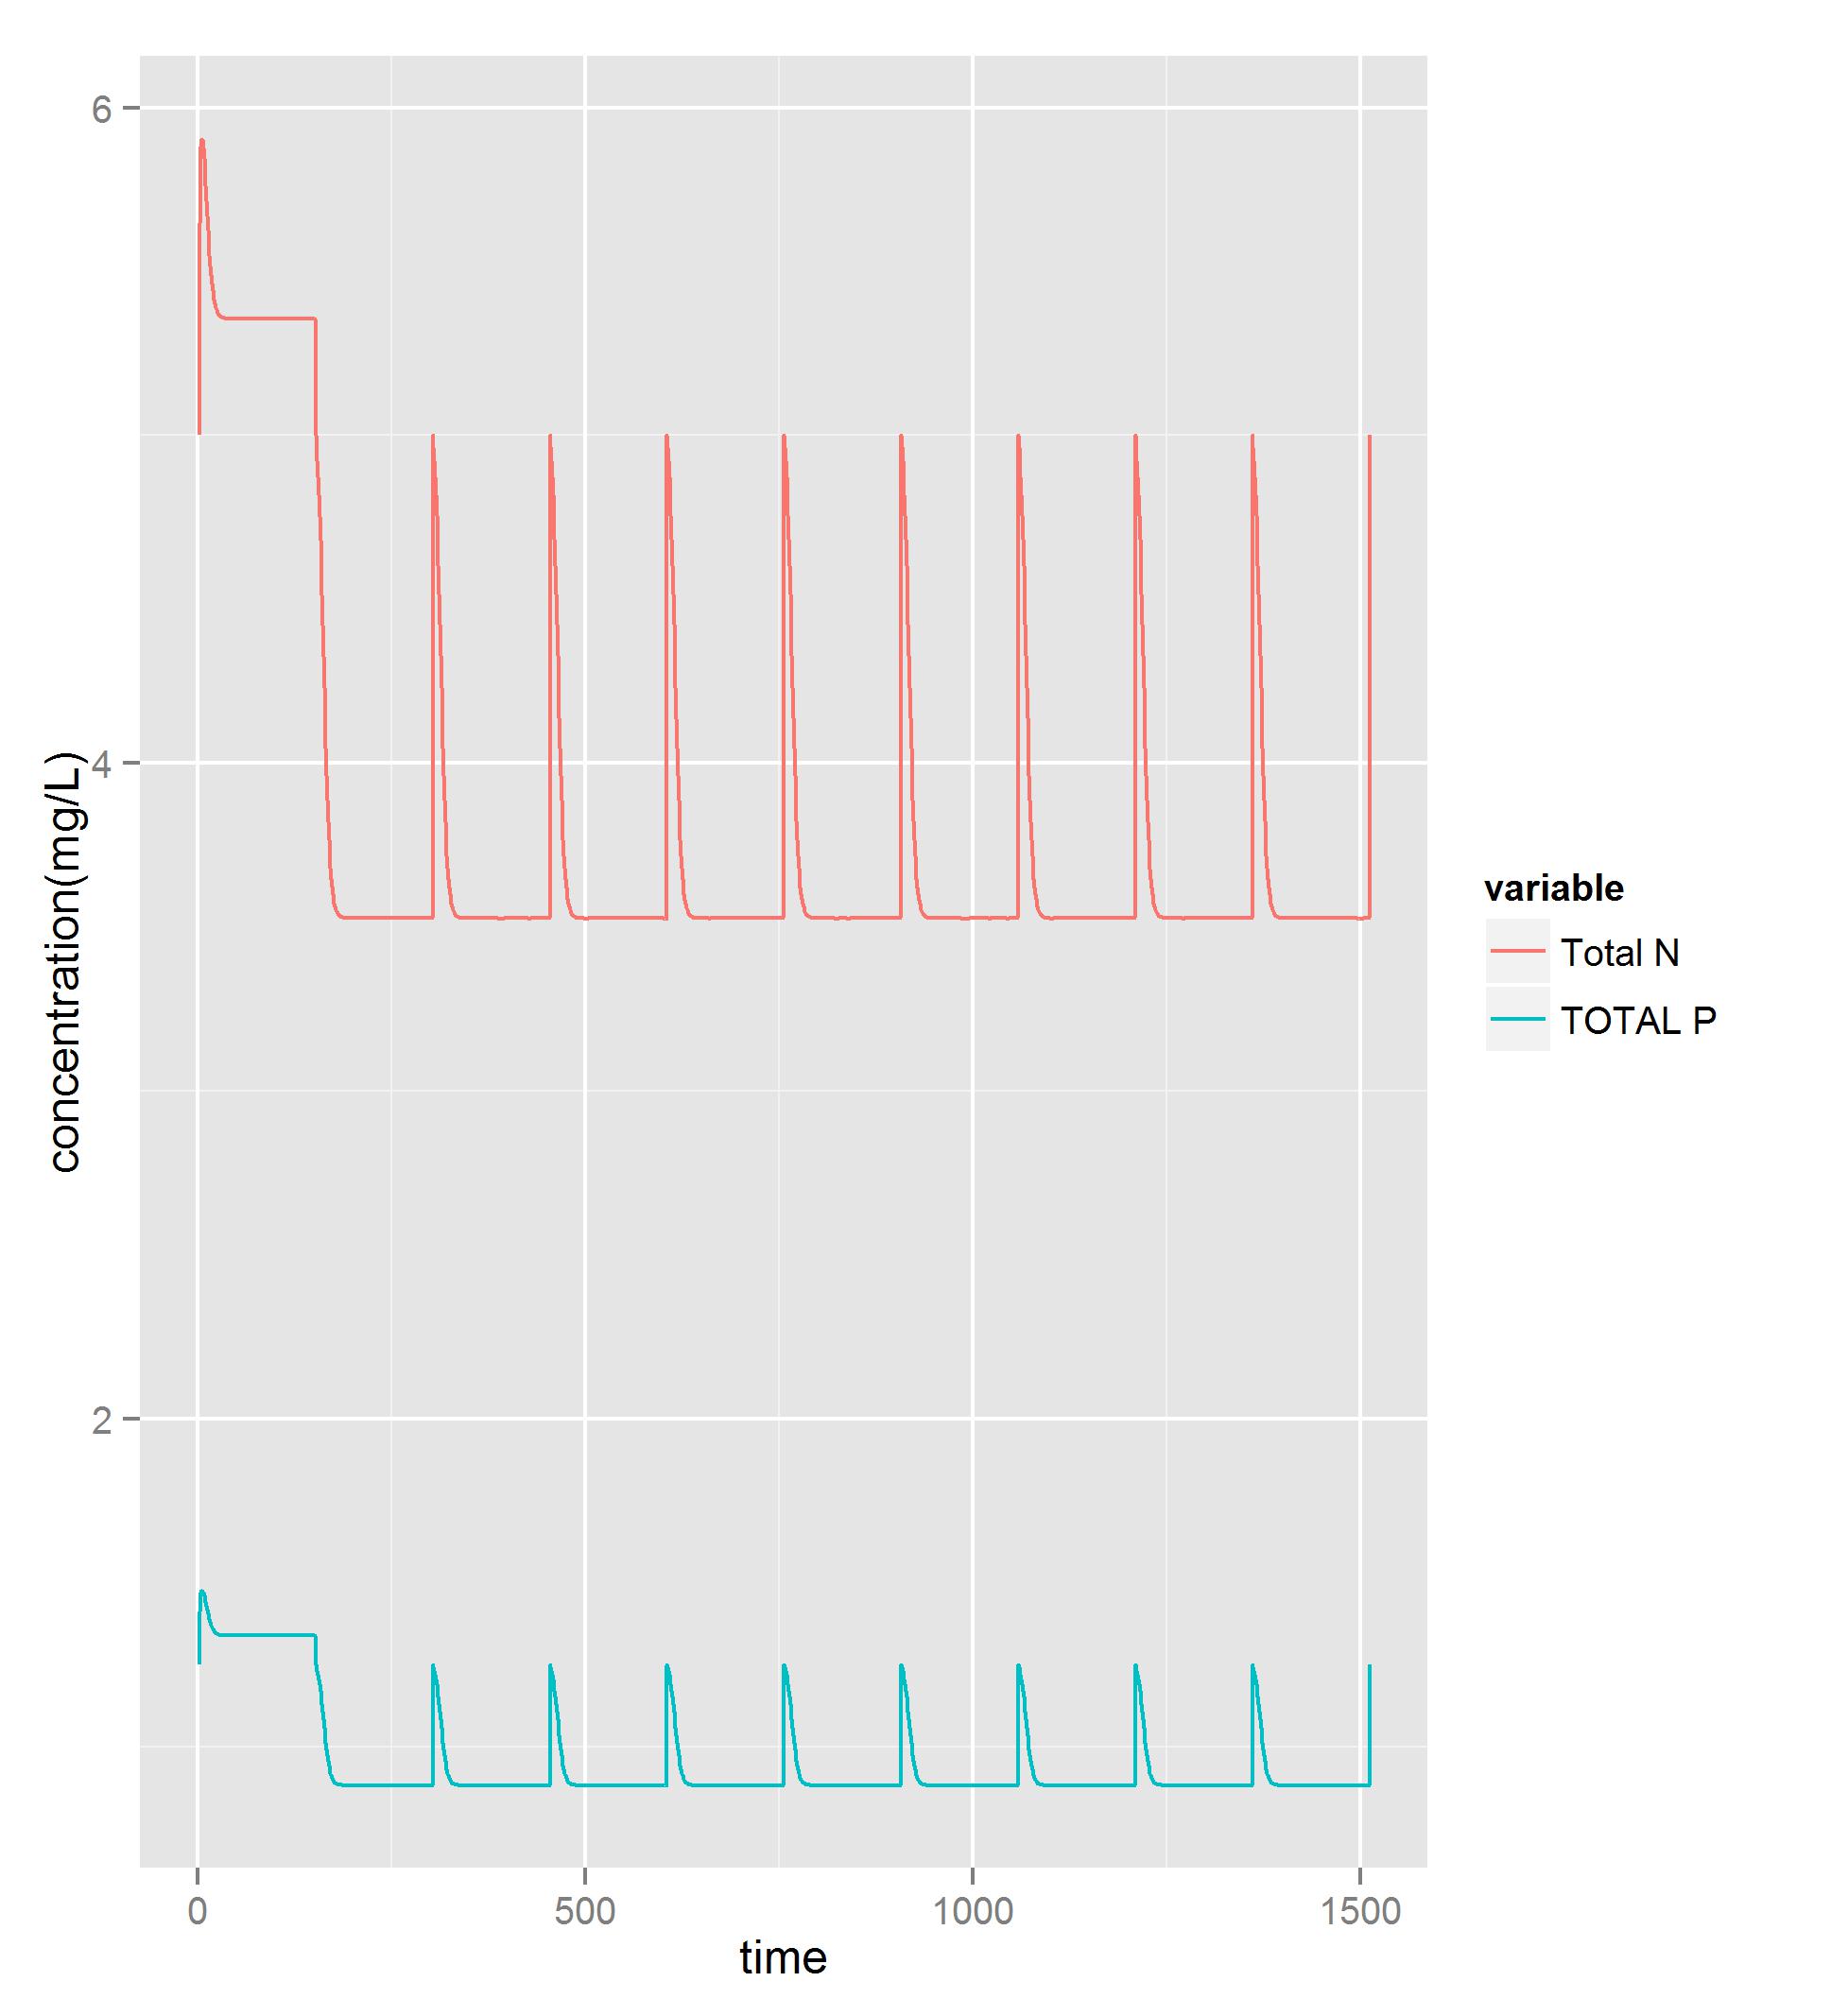 6
4
2
concentration(mg/L)
0
500
1000
1500
time
variable
Total N
TOTAL P